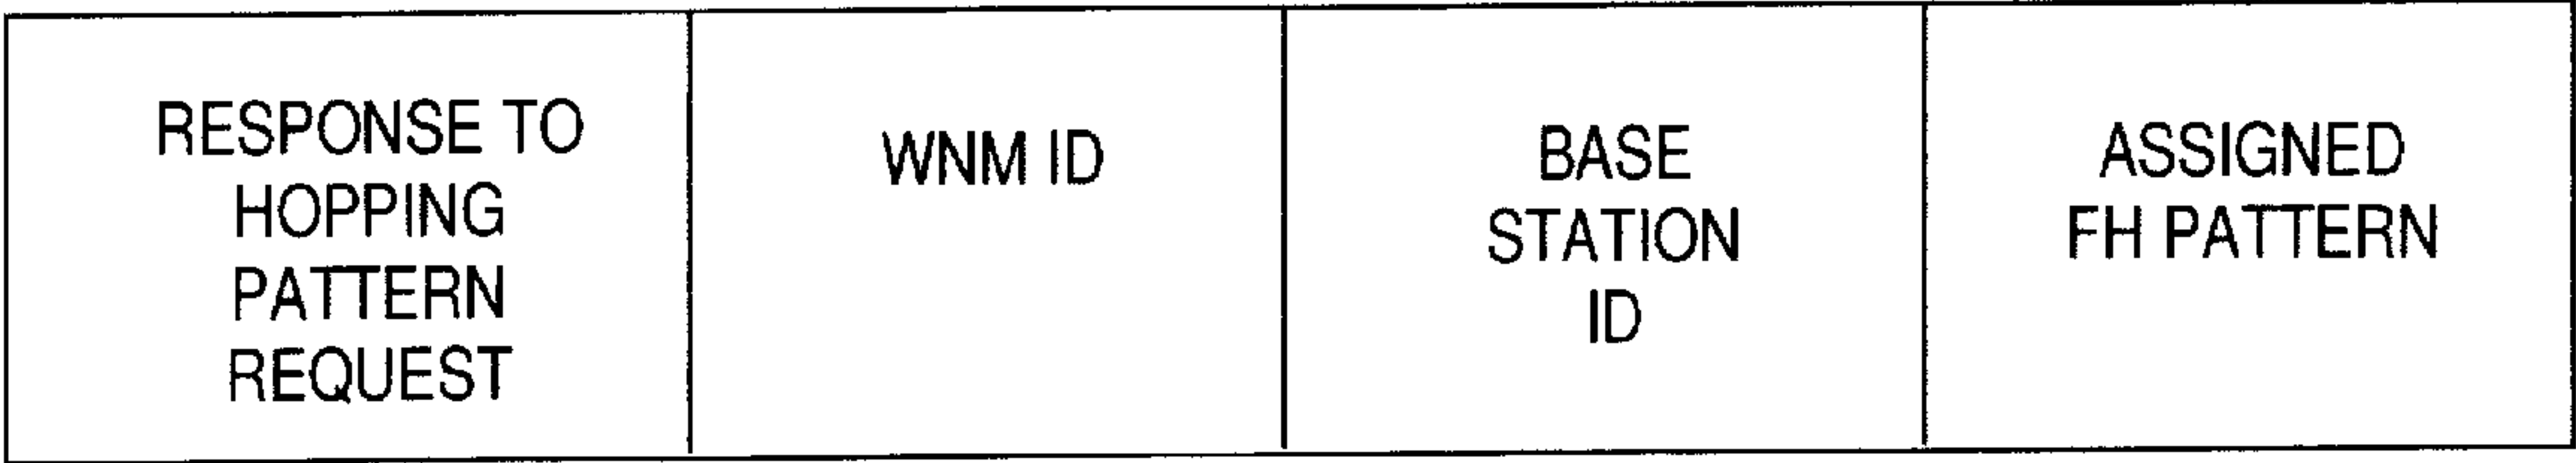 RESPONSE TO
HOPPING
PATTERN
REQUEST
WNM ID
BASE
STATION
ID
ASSIGNED
FH PATTERN